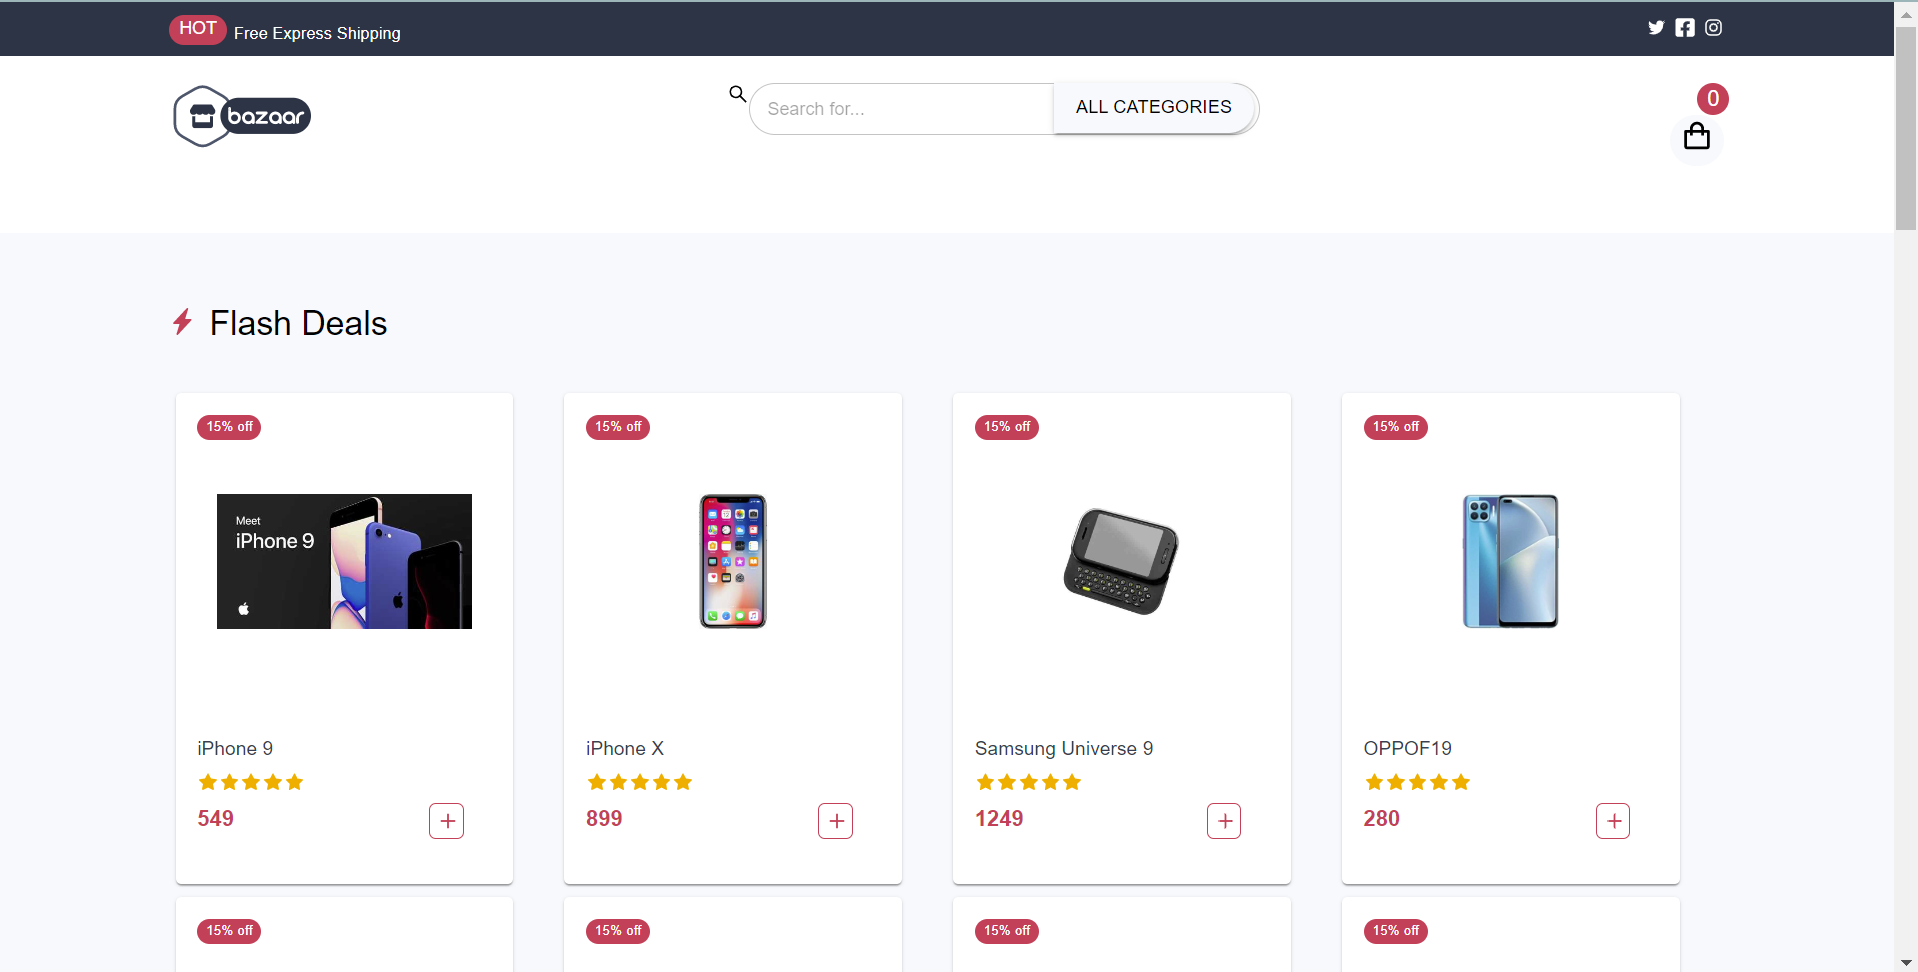 HOT Free Express Shipping
bazaar
Search for...
ALL CATEGORIES
0
Flash Deals
15% off
15% off
15% off
15% off
Meet
iPhone 9
iPhone 9
iPhone X
Samsung Universe 9
OPPOF19
549
899
1249
280
15% off
15% off
15% off
15% off